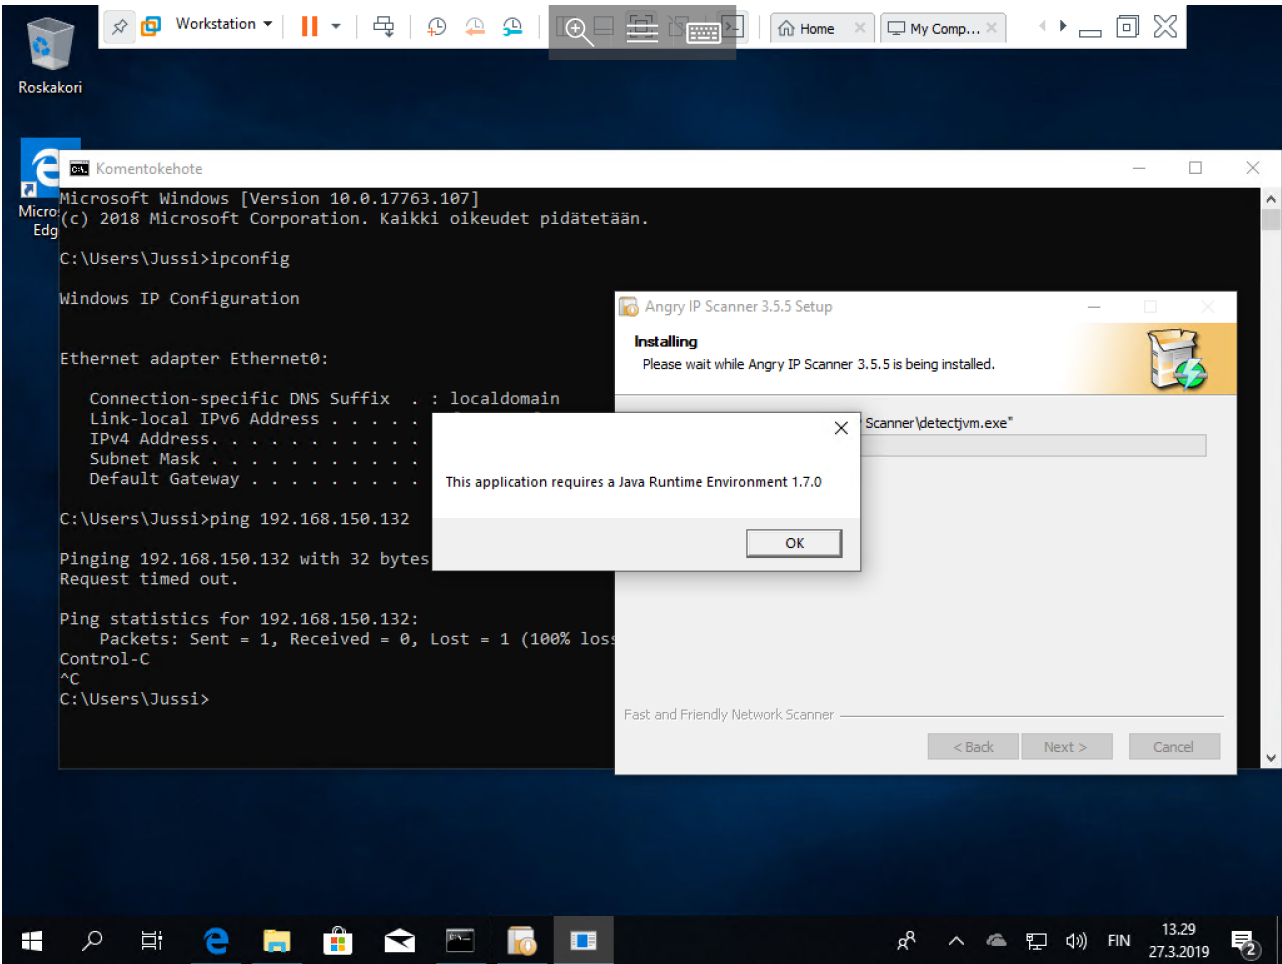 Workstation
Home
My Comp...
Roskakori
Micros
Edg
Komentokehote
Microsoft Windows [Version 10.0.17763.107]
(c) 2018 Microsoft Corporation. Kaikki oikeudet pidätetään.
C:\Users\Jussi>ipconfig
Windows IP Configuration
Ethernet adapter Ethernet0:
Connection-specific DNS Suffix . : localdomain
Link-local IPv6 Address . . . . .
IPv4 Address. . . . . . . . . . .
Subnet Mask . . . . . . . . . . .
Default Gateway . . . . . . . . .
C:\Users\Jussi>ping 192.168.150.132
Pinging 192.168.150.132 with 32 bytes
Request timed out.
Ping statistics for 192.168.150.132:
Packets: Sent = 1, Received = 0, Lost = 1 (100% loss
Control-C
^C
C:\Users\Jussi>
Angry IP Scanner 3.5.5 Setup
Installing
Please wait while Angry IP Scanner 3.5.5 is being installed.
Scanner\detectjvm.exe"
This application requires a Java Runtime Environment 1.7.0
OK
Fast and Friendly Network Scanner
< Back
Next >
Cancel
FIN
13.29
27.3.2019
2